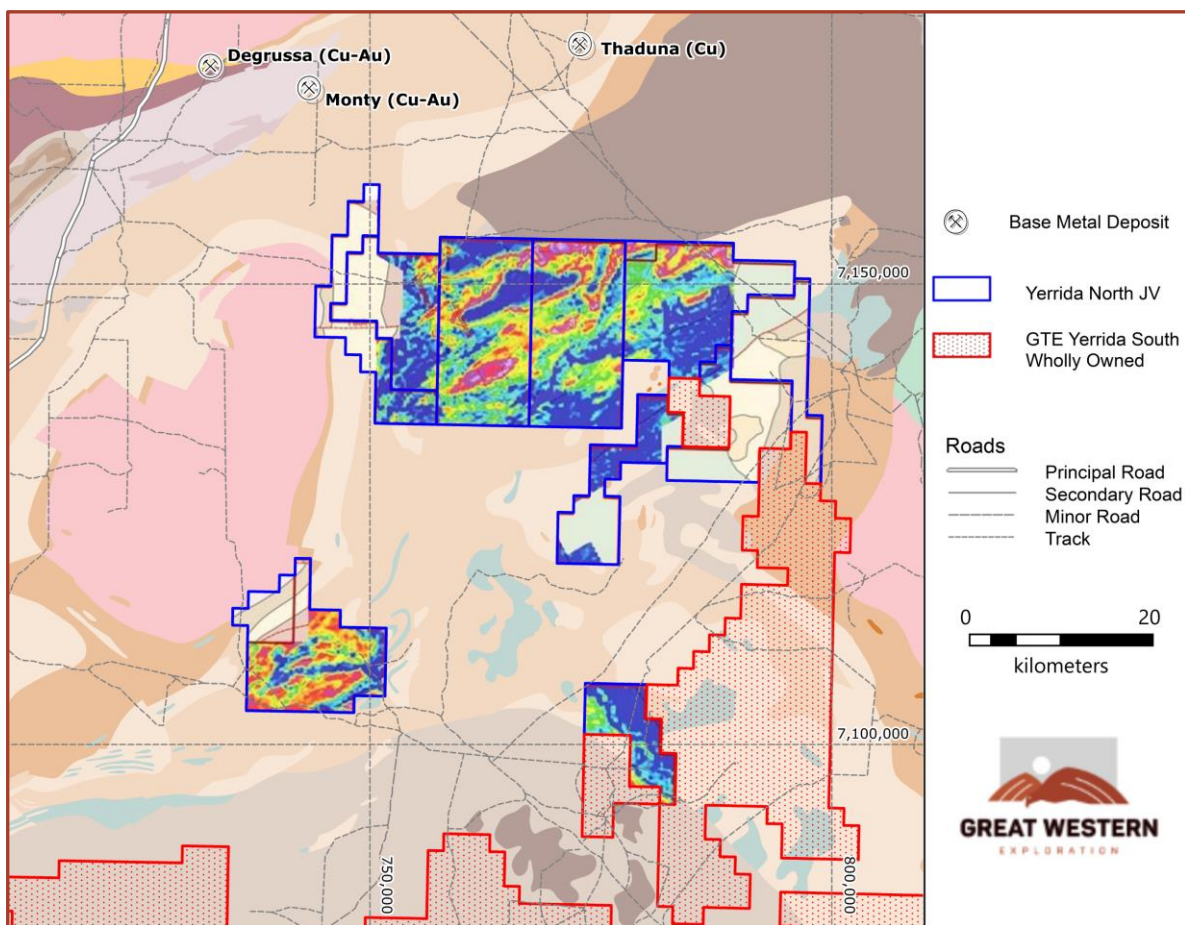 Degrussa (Cu-Au)
Monty (Cu-Au)
Thaduna (Cu)
7,150,000
7,100,000
750,000
800,000
Base Metal Deposit
Yerrida North JV
GTE Yerrida South
Wholly Owned
Roads
Principal Road
Secondary Road
Minor Road
Track
0
20
kilometers
GREAT WESTERN
EXPLORATION